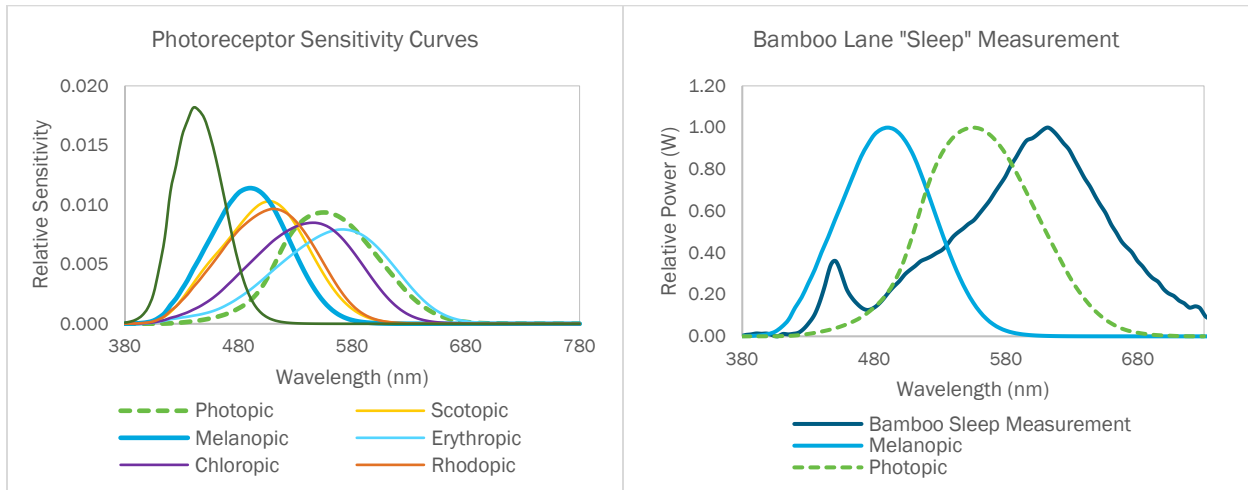 Photoreceptor Sensitivity Curves
0.020
0.015
0.010
0.005
0.000
Relative Sensitivity
380 480 580 680 780
Wavelength (nm)
Photopic Scotopic
Melanopic Erythropic
Chloropic Rhodopic
Bamboo Lane "Sleep" Measurement
1.20
1.00
0.80
0.60
0.40
0.20
0.00
Relative Power (W)
380 480 580 680
Wavelength (nm)
Bamboo Sleep Measurement
Melanopic
Photopic